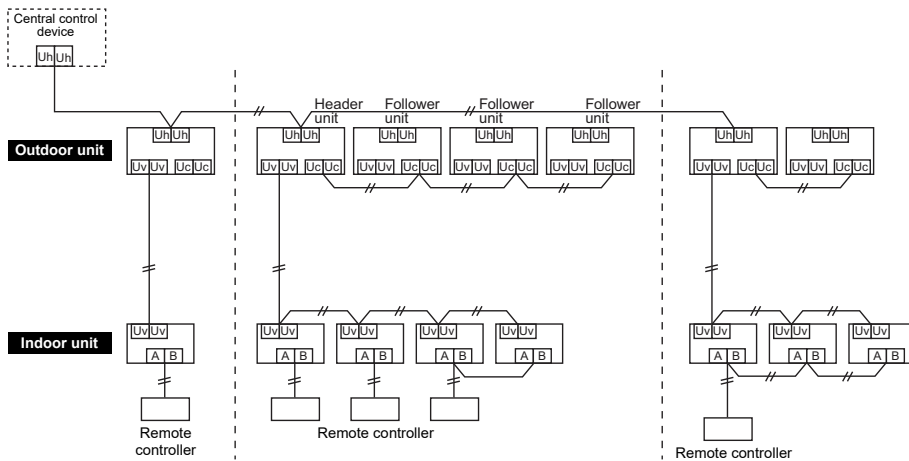 Central control
device
Uh Uh
Header
unit
Follower
unit
Follower
unit
Follower
unit
Outdoor unit
Uh Uh
Uh Uh
Uh Uh
Uh Uh
Uh Uh
Uh Uh
Uh Uh
Uv Uv Uc Uc
Uv Uv Uc Uc
Uv Uv Uc Uc
Uv Uv Uc Uc
Uv Uv Uc Uc
Uv Uv Uc Uc
Uv Uv Uc Uc
Indoor unit
Uv Uv
Uv Uv
Uv Uv
Uv Uv
Uv Uv
Uv Uv
Uv Uv
Uv Uv
A B
A B
A B
A B
A B
A B
A B
A B
Remote
controller
Remote controller
Remote controller